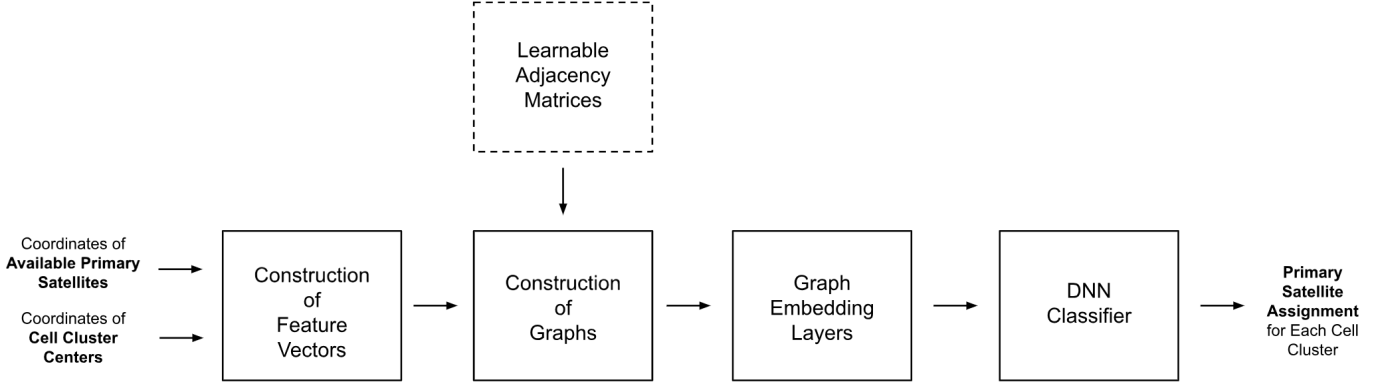 Learnable
Adjacency
Matrices
Coordinates of
Available Primary
Satellites
Coordinates of
Cell Cluster
Centers
Construction
of
Feature
Vectors
Construction
of
Graphs
Graph
Embedding
Layers
DNN
Classifier
Primary
Satellite
Assignment
for Each Cell
Cluster